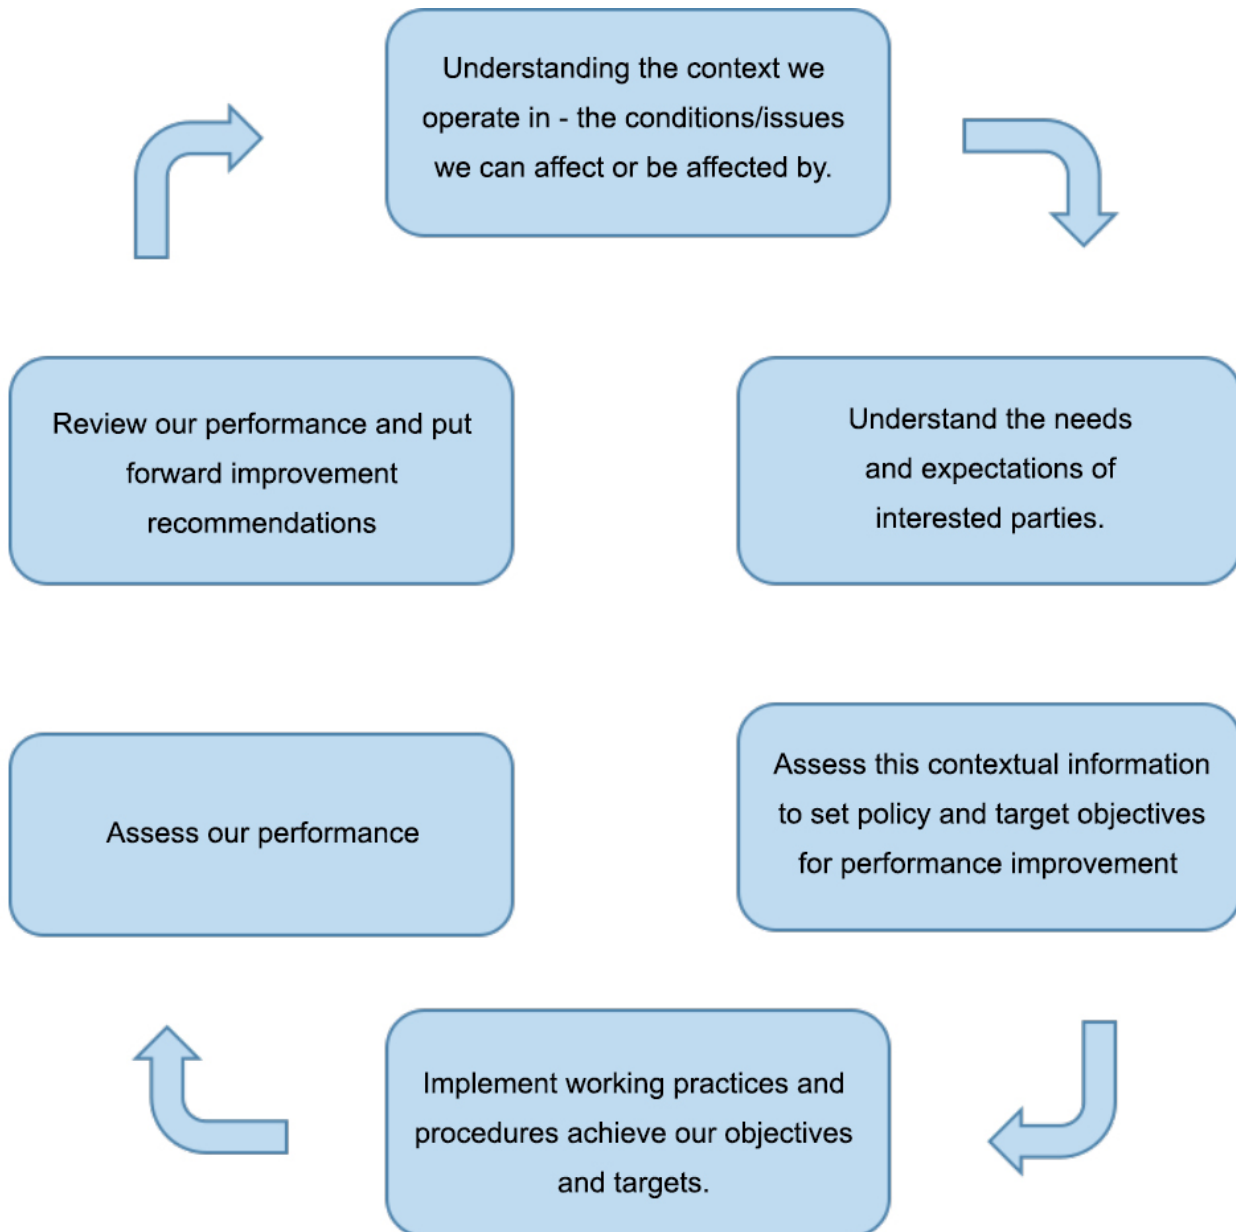 Understanding the context we
operate in - the conditions/issues
we can affect or be affected by.
Understand the needs
and expectations of
interested parties.
Assess this contextual information
to set policy and target objectives
for performance improvement
Implement working practices and
procedures achieve our objectives
and targets.
Assess our performance
Review our performance and put
forward improvement
recommendations